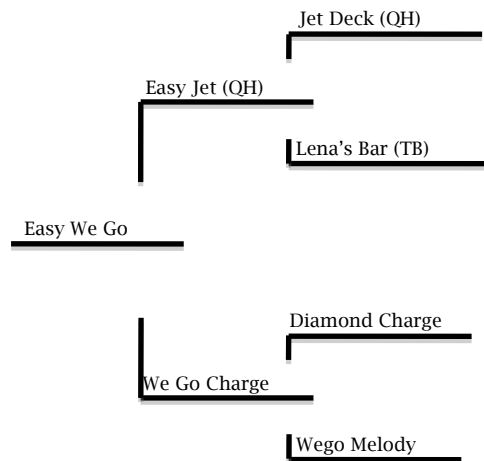 Jet Deck (QH)
Easy Jet (QH)
Lena's Bar (TB)
Easy We Go
Diamond Charge
We Go Charge
Wego Melody